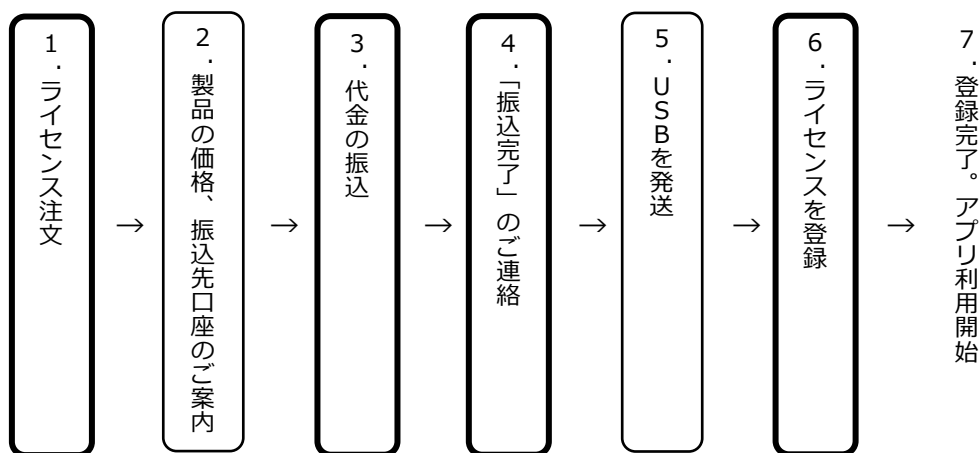 1．ライセンス注文
→
2．製品の価格、振込先口座のご案内
→
3．代金の振込
→
4．「振込完了」のご連絡
→
5．USBを発送
→
6．ライセンスを登録
→
7．登録完了。アプリ利用開始